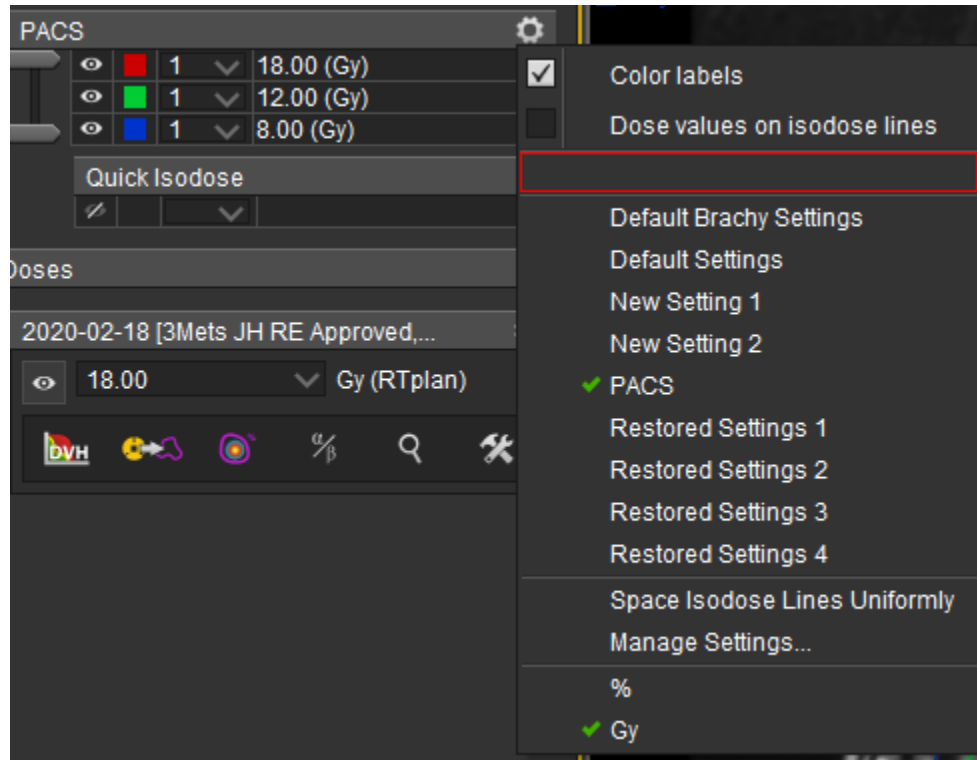 PACS
1 18.00 (Gy)
1 12.00 (Gy)
1 8.00 (Gy)
Quick Isodose
Doses
2020-02-18 [3Mets JH RE Approved,...
18.00 Gy (RTplan)
DVH α/β
Color labels
Dose values on isodose lines
Default Brachy Settings
Default Settings
New Setting 1
New Setting 2
PACS
Restored Settings 1
Restored Settings 2
Restored Settings 3
Restored Settings 4
Space Isodose Lines Uniformly
Manage Settings...
%
Gy